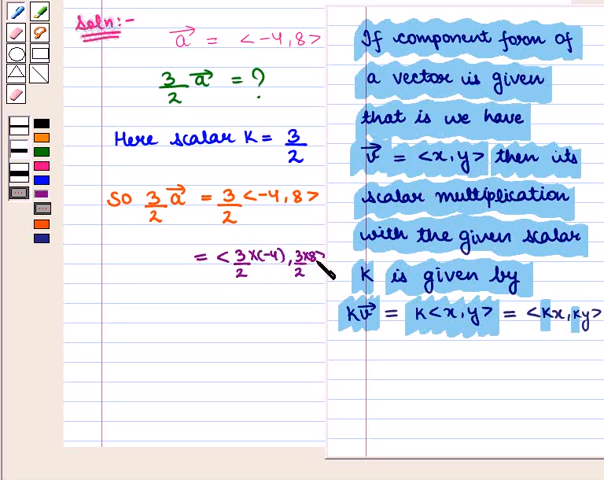 Soln:-
a⃗ = <-4,8>
3/2 a⃗ = ?
Here scalar K = 3/2
So 3/2 a⃗ = 3/2 <-4,8>
= <3/2 x(-4), 3x8/2>
If component form of
a vector is given
that is we have
v⃗ = <x,y> then its
scalar multiplication
with the given scalar
K is given by
kv⃗ = K<x,y> = <Kx, Ky>